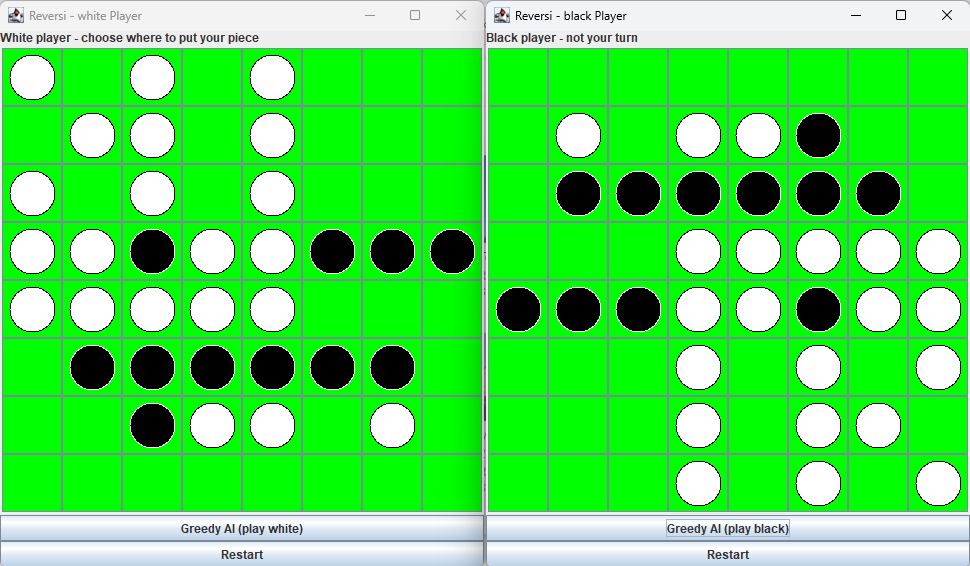 Reversi - white Player
White player - choose where to put your piece
Greedy AI (play white)
Restart
Reversi - black Player
Black player - not your turn
Greedy AI (play black)
Restart